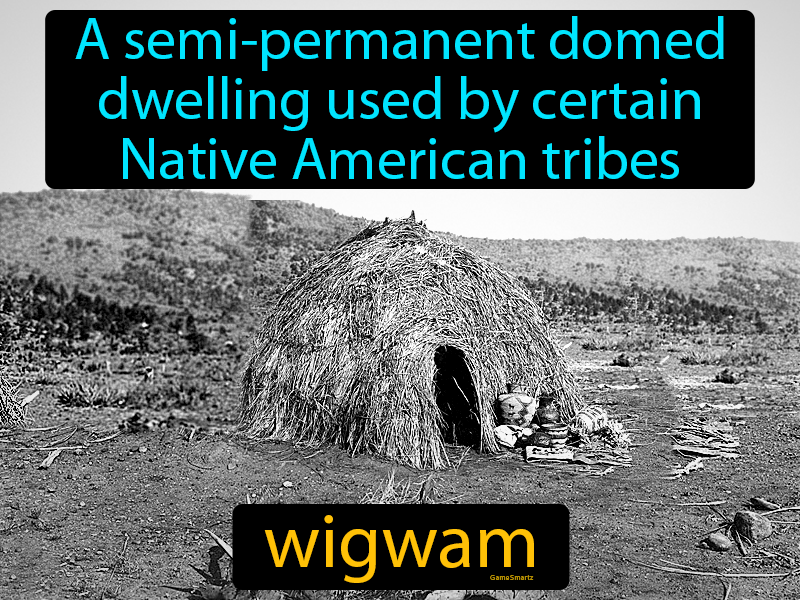 A semi-permanent domed
dwelling used by certain
Native American tribes
wigwam
GameSmartz